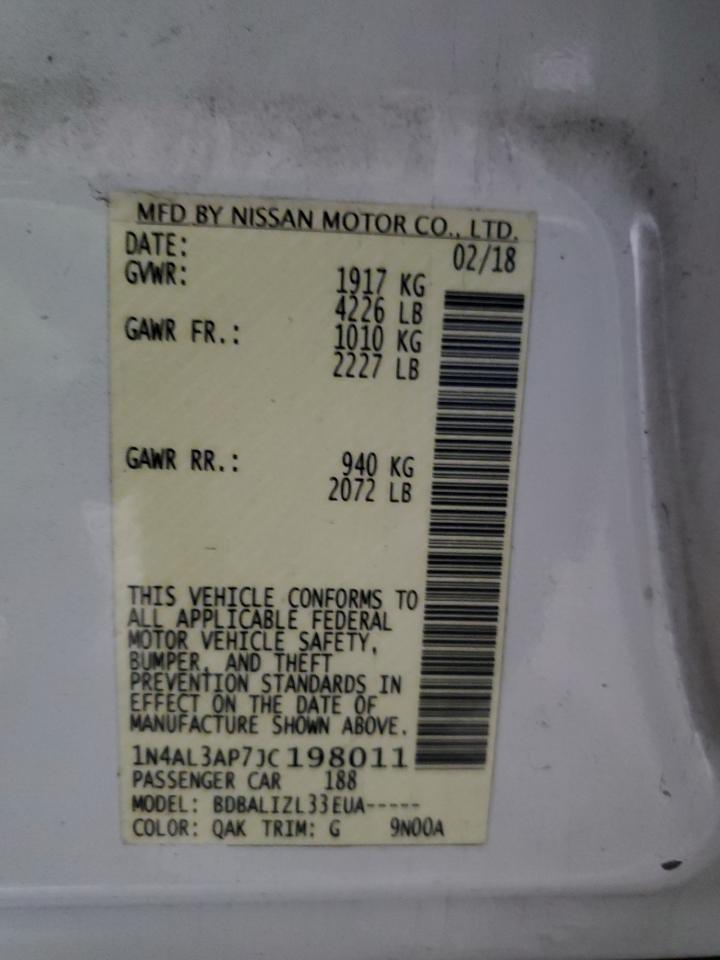 MFD BY NISSAN MOTOR CO., LTD.
DATE: 02/18
GVWR: 1917 KG
4226 LB
GAWR FR.: 1010 KG
2227 LB
GAWR RR.: 940 KG
2072 LB
THIS VEHICLE CONFORMS TO
ALL APPLICABLE FEDERAL
MOTOR VEHICLE SAFETY,
BUMPER, AND THEFT
PREVENTION STANDARDS IN
EFFECT ON THE DATE OF
MANUFACTURE SHOWN ABOVE.
1N4AL3AP7JC198011
PASSENGER CAR 188
MODEL: BDBALIZL33EUA-----
COLOR: QAK TRIM: G 9N00A